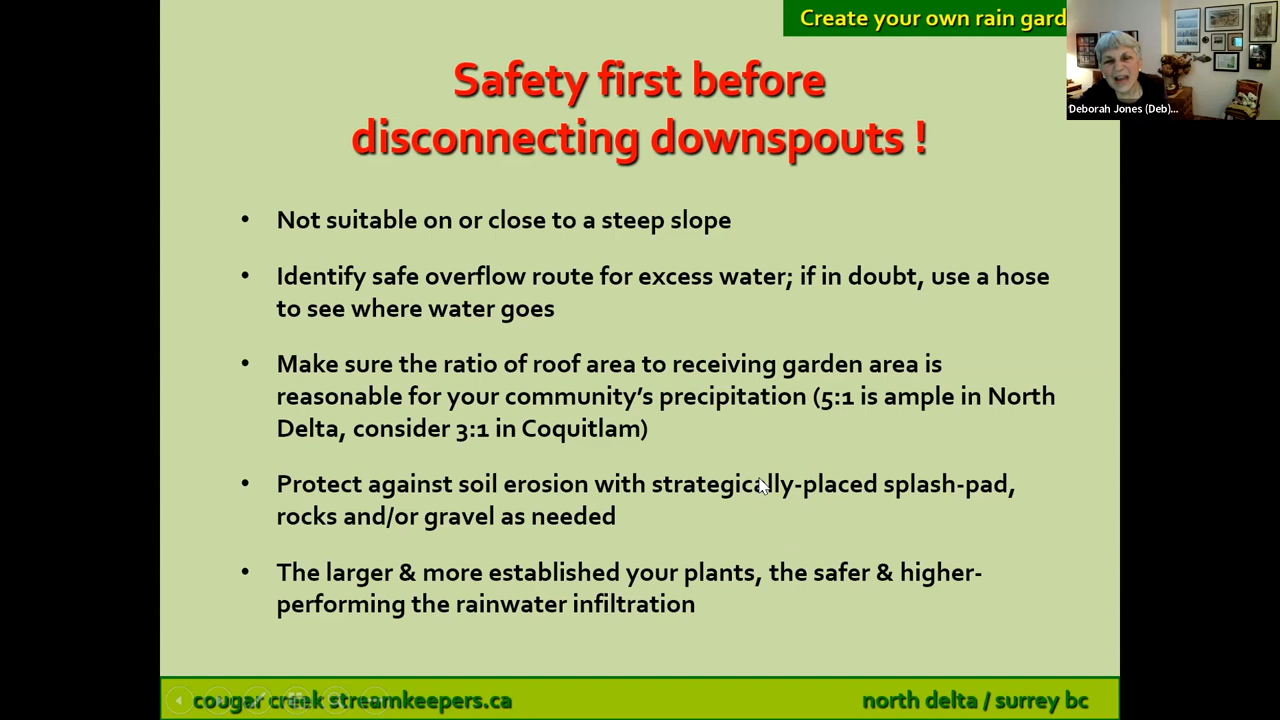 Create your own rain gard
Deborah Jones (Deb)...
Safety first before
disconnecting downspouts !
• Not suitable on or close to a steep slope
• Identify safe overflow route for excess water; if in doubt, use a hose
to see where water goes
• Make sure the ratio of roof area to receiving garden area is
reasonable for your community's precipitation (5:1 is ample in North
Delta, consider 3:1 in Coquitlam)
• Protect against soil erosion with strategically-placed splash-pad,
rocks and/or gravel as needed
• The larger & more established your plants, the safer & higher-
performing the rainwater infiltration
cougar creek streamkeepers.ca
north delta / surrey bc